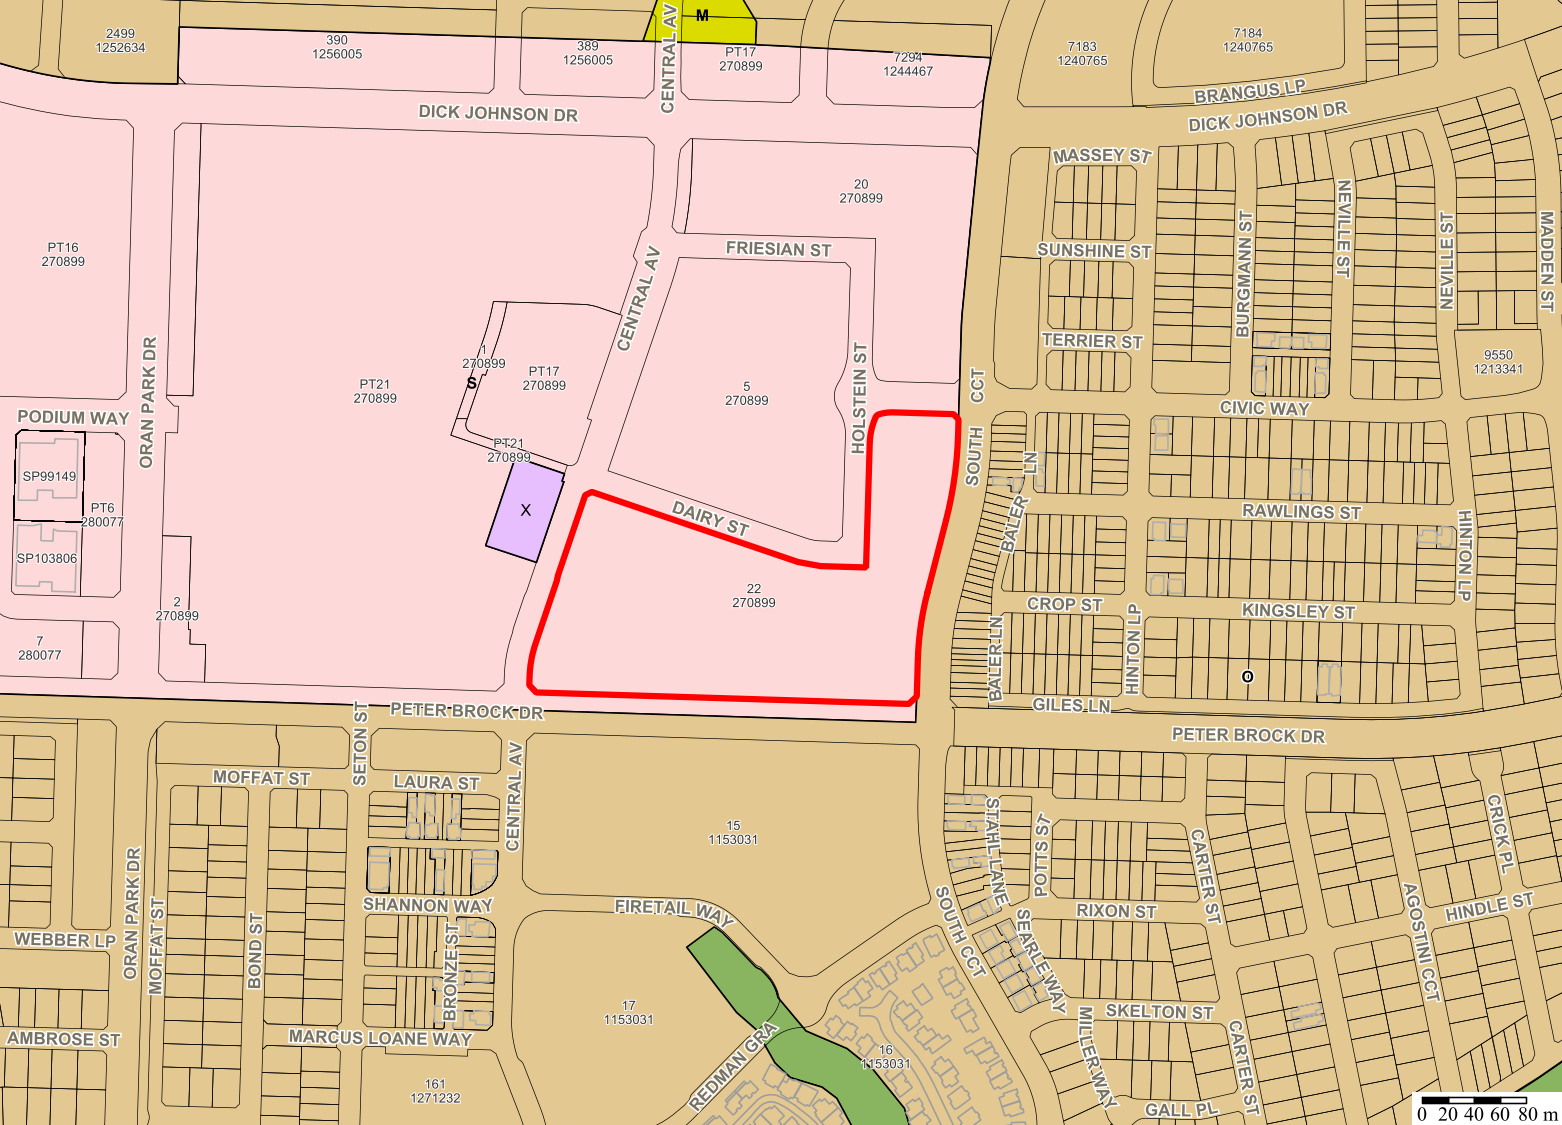 M
2499
1252634
390
1256005
389
1256005
CENTRAL AV
PT17
270899
7294
1244467
7183
1240765
7184
1240765
BRANGUS LP
DICK JOHNSON DR
DICK JOHNSON DR
MASSEY ST
20
270899
PT16
270899
FRIESIAN ST
CENTRAL AV
SUNSHINE ST
BURGMANN ST
NEVILLE ST
NEVILLE ST
MADDEN ST
TERRIER ST
1
270899
S
PT17
270899
PT21
270899
5
270899
HOLSTEIN ST
SOUTH CCT
9550
1213341
ORAN PARK DR
PODIUM WAY
CIVIC WAY
PT21
270899
SP99149
PT6
280077
X
DAIRY ST
BALER LN
RAWLINGS ST
HINTON LP
SP103806
22
270899
2
270899
CROP ST
KINGSLEY ST
7
280077
BALER LN
HINTON LP
O
GILES LN
PETER BROCK DR
PETER BROCK DR
SETON ST
MOFFAT ST
LAURA ST
CENTRAL AV
15
1153031
STAHL LANE
POTTS ST
CARTER ST
CRICK PL
ORAN PARK DR
MOFFAT ST
BOND ST
SHANNON WAY
BRONZE ST
FIRETAIL WAY
SOUTH CCT
SEARLE WAY
RIXON ST
AGOSTINI CCT
HINDLE ST
WEBBER LP
17
1153031
SKELTON ST
AMBROSE ST
MARCUS LOANE WAY
REDMAN GRA
16
1153031
MILLER WAY
CARTER ST
161
1271232
GALL PL
0 20 40 60 80 m